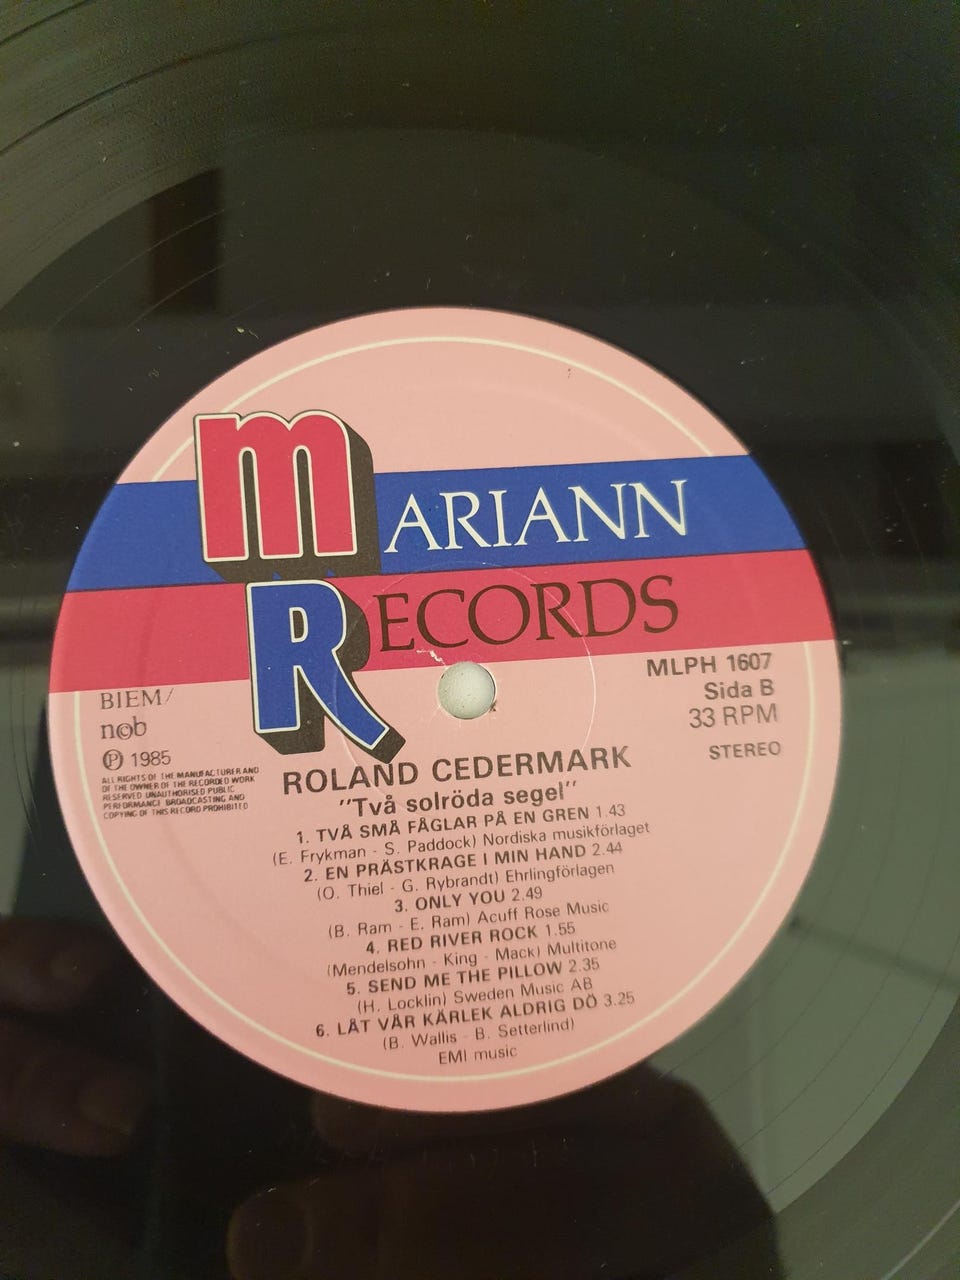 MARIANN
RECORDS
BIEM/
n©b
℗ 1985
ALL RIGHTS OF THE MANUFACTURER AND
OF THE OWNER OF THE RECORDED WORK
RESERVED UNAUTHORISED PUBLIC
PERFORMANCE BROADCASTING AND
COPYING OF THIS RECORD PROHIBITED
MLPH 1607
Sida B
33 RPM
STEREO
ROLAND CEDERMARK
"Två solröda segel"
1. TVÅ SMÅ FÅGLAR PÅ EN GREN 1.43
(E. Frykman - S. Paddock) Nordiska musikförlaget
2. EN PRÄSTKRAGE I MIN HAND 2.44
(O. Thiel - G. Rybrandt) Ehrlingförlagen
3. ONLY YOU 2.49
(B. Ram - E. Ram) Acuff Rose Music
4. RED RIVER ROCK 1.55
(Mendelsohn - King - Mack) Multitone
5. SEND ME THE PILLOW 2.35
(H. Locklin) Sweden Music AB
6. LÅT VÅR KÄRLEK ALDRIG DÖ 3.25
(B. Wallis - B. Setterlind)
EMI music